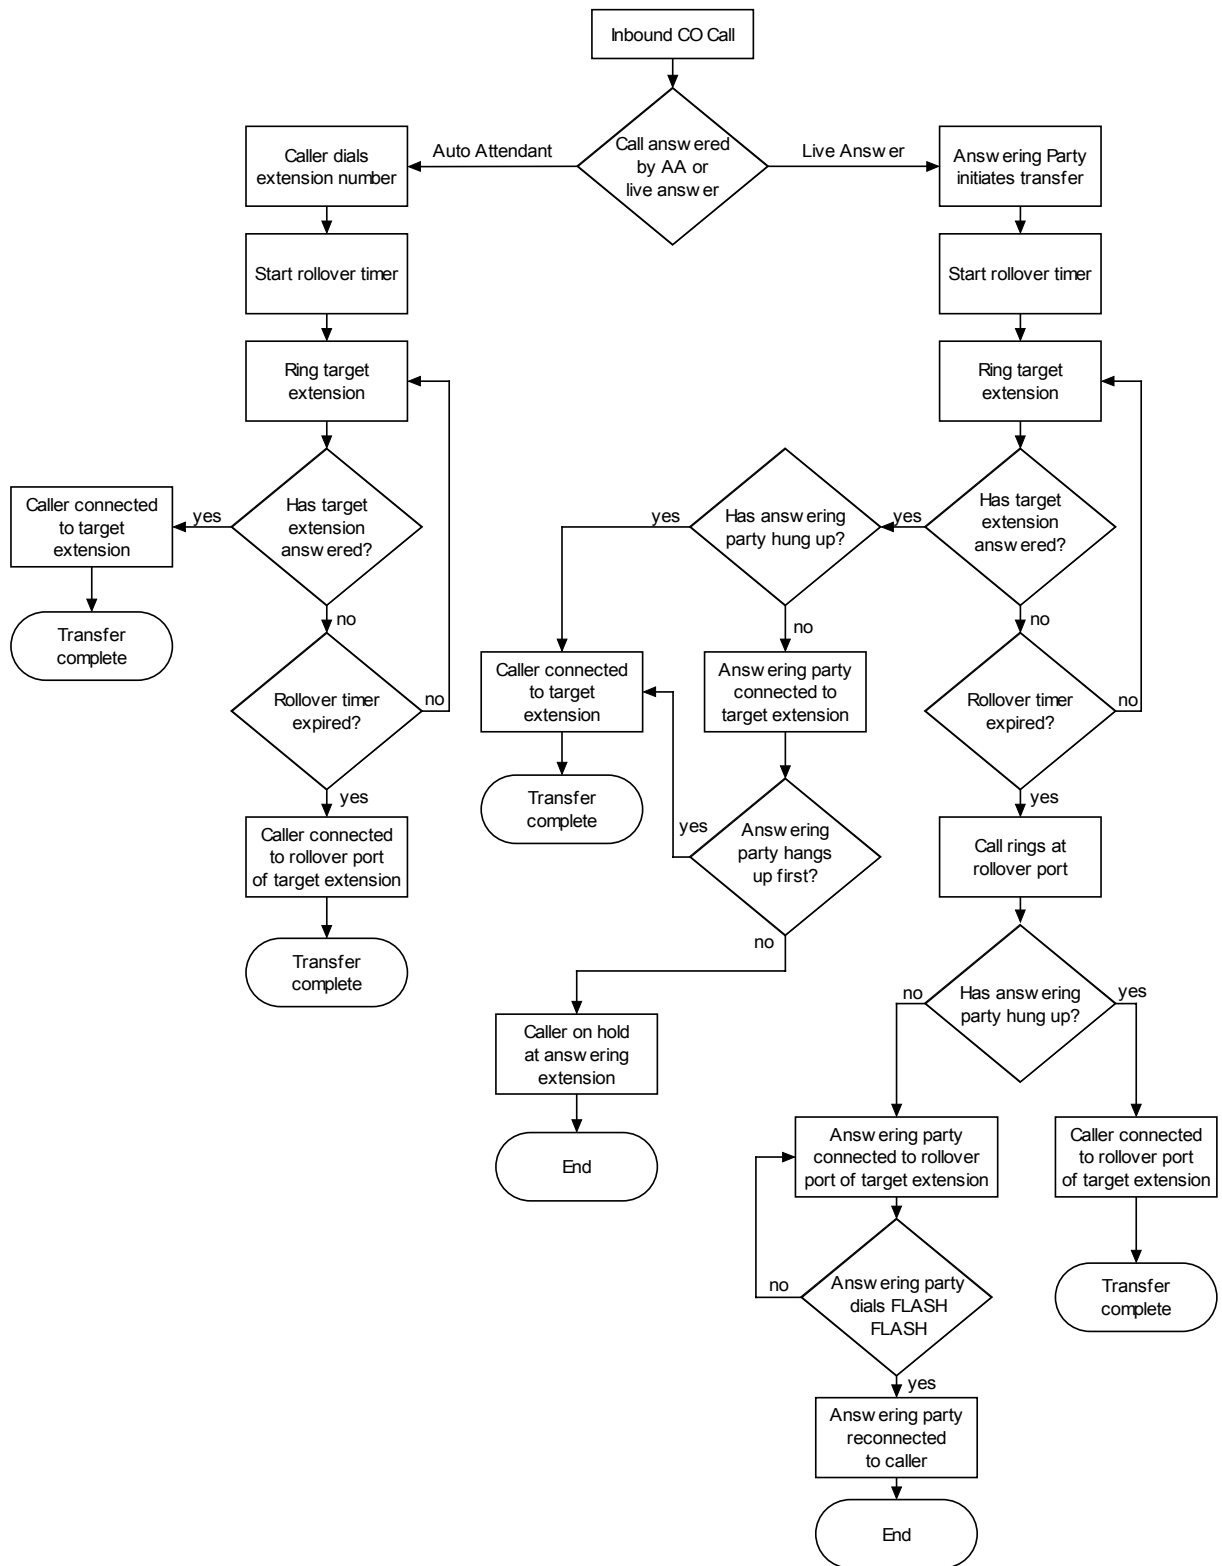 Inbound CO Call
Call answered
by AA or
live answer
Auto Attendant
Live Answer
Caller dials
extension number
Answering Party
initiates transfer
Start rollover timer
Start rollover timer
Ring target
extension
Ring target
extension
Has target
extension
answered?
yes
Caller connected
to target
extension
Transfer
complete
no
Rollover timer
expired?
no
yes
Caller connected
to rollover port
of target extension
Transfer
complete
Has target
extension
answered?
yes
Has answering
party hung up?
yes
no
Caller connected
to target
extension
Transfer
complete
Answering party
connected to
target extension
Answering
party hangs
up first?
yes
no
Caller on hold
at answering
extension
End
no
Rollover timer
expired?
no
yes
Call rings at
rollover port
Has answering
party hung up?
no
yes
Answering party
connected to rollover
port of target extension
Caller connected
to rollover port
of target extension
Transfer
complete
Answering party
dials FLASH
FLASH
no
yes
Answering party
reconnected
to caller
End